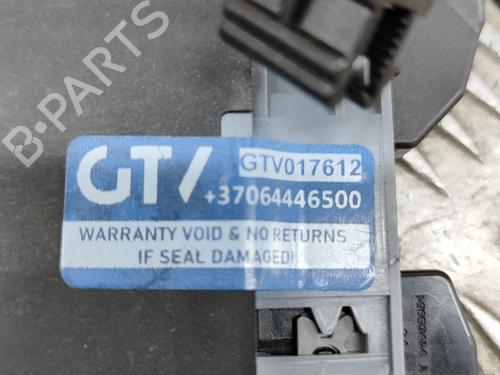 B-PARTS
GTV
GTV017612
+37064446500
WARRANTY VOID & NO RETURNS
IF SEAL DAMAGED!